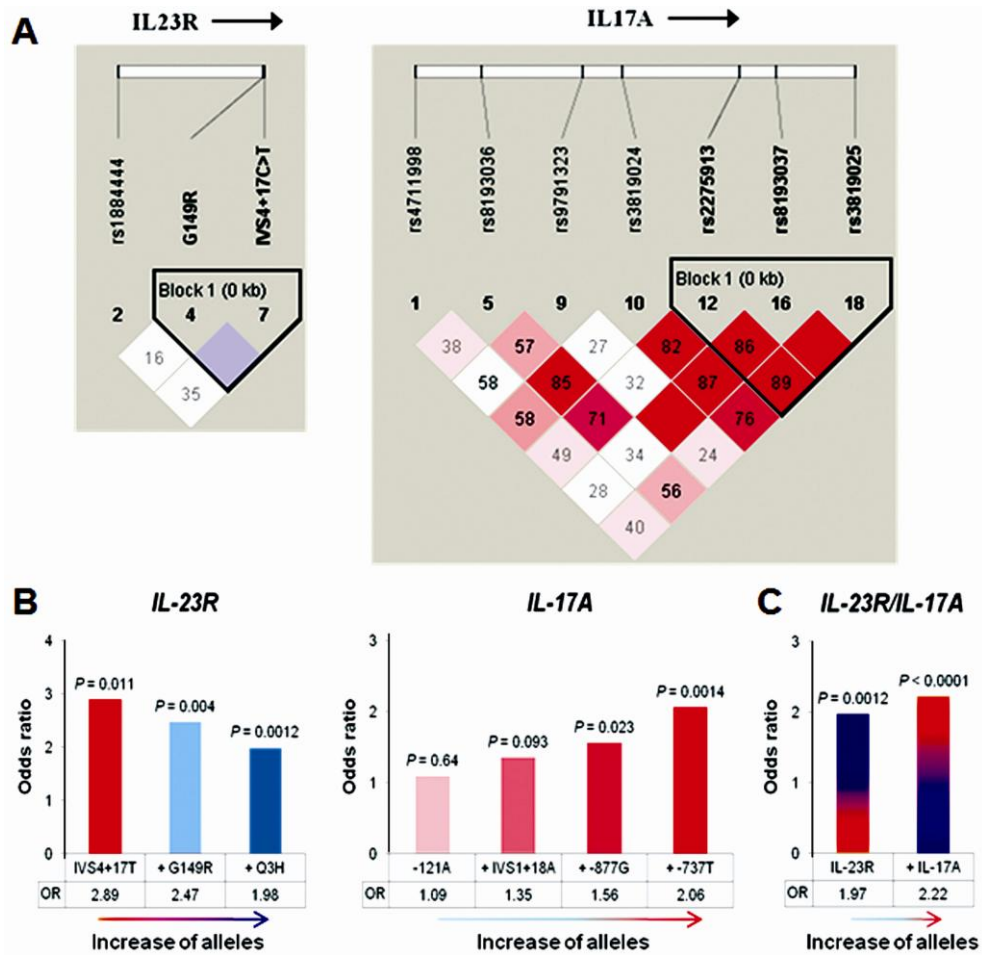 A
IL23R
IL17A
rs1884444
G149R
IVS4+17C>T
rs4711998
rs8193036
rs9791323
rs3819024
rs2275913
rs8193037
rs3819025
Block 1 (0 kb)
2 4 7
16
35
Block 1 (0 kb)
1 5 9 10 12 16 18
38 57 27 82 86
58 85 32 87 89
58 71 76
49 34 24
28 56
40
B
IL-23R
Odds ratio
4
3
2
1
0
P = 0.011
P = 0.004
P = 0.0012
IVS4+17T + G149R + Q3H
OR 2.89 2.47 1.98
Increase of alleles
IL-17A
Odds ratio
3
2
1
0
P = 0.64
P = 0.093
P = 0.023
P = 0.0014
-121A + IVS1+18A + -877G + -737T
OR 1.09 1.35 1.56 2.06
Increase of alleles
C
IL-23R/IL-17A
Odds ratio
3
2
1
0
P = 0.0012
P < 0.0001
IL-23R + IL-17A
OR 1.97 2.22
Increase of alleles